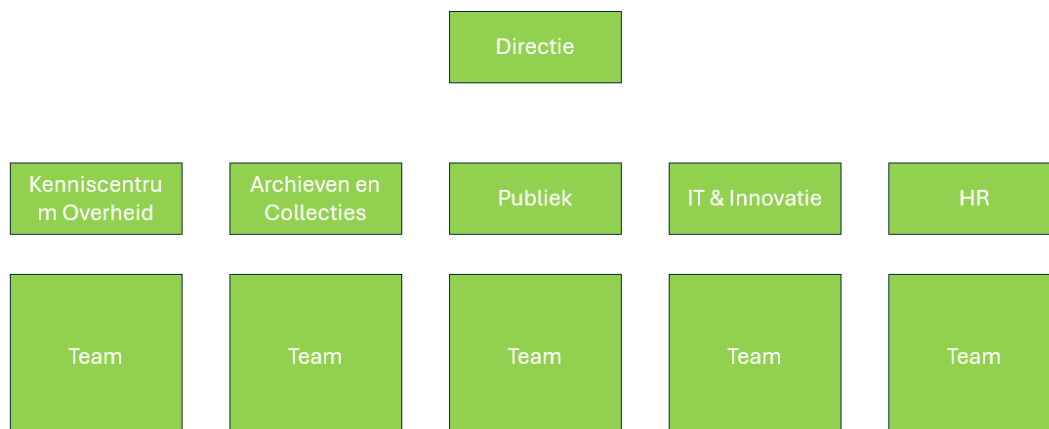 Directie
Kenniscentru
m Overheid
Archieven en
Collecties
Publiek
IT & Innovatie
HR
Team
Team
Team
Team
Team